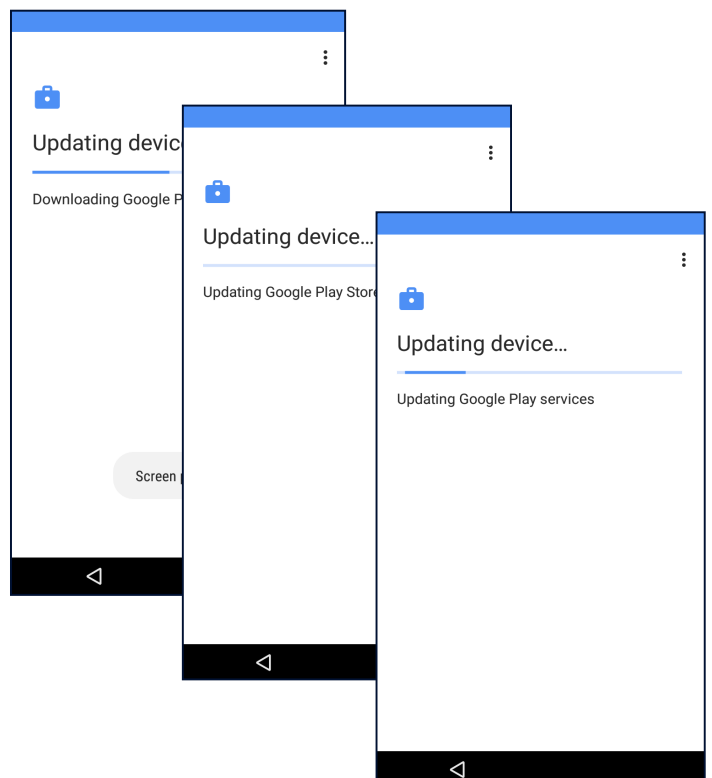 Updating devic
Downloading Google P
Screen
Updating device...
Updating Google Play Store
Updating device...
Updating Google Play services